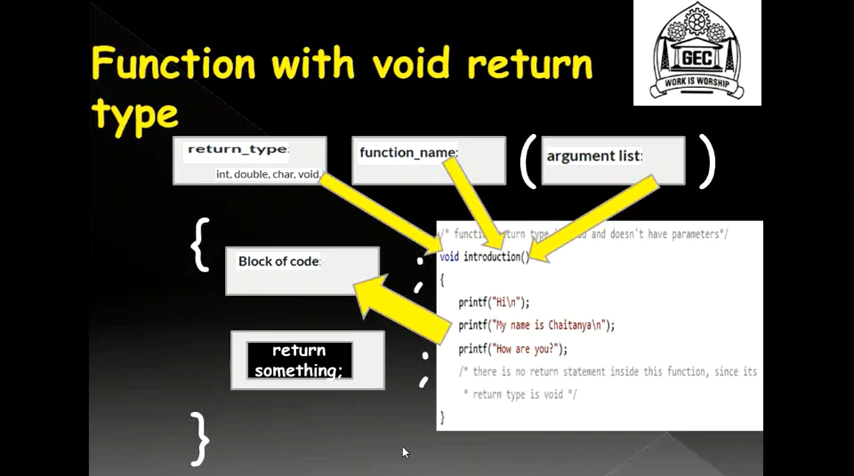 Function with void return
type
GEC
WORK IS WORSHIP
return_type:
int, double, char, void.
function_name:
(
argument list:
)
{
Block of code:
;
return
something;
;
}
/* function return type is and doesn't have parameters*/
void introduction()
{
printf("Hi\n");
printf("My name is Chaitanya\n");
printf("How are you?");
/* there is no return statement inside this function, since its
* return type is void */
}